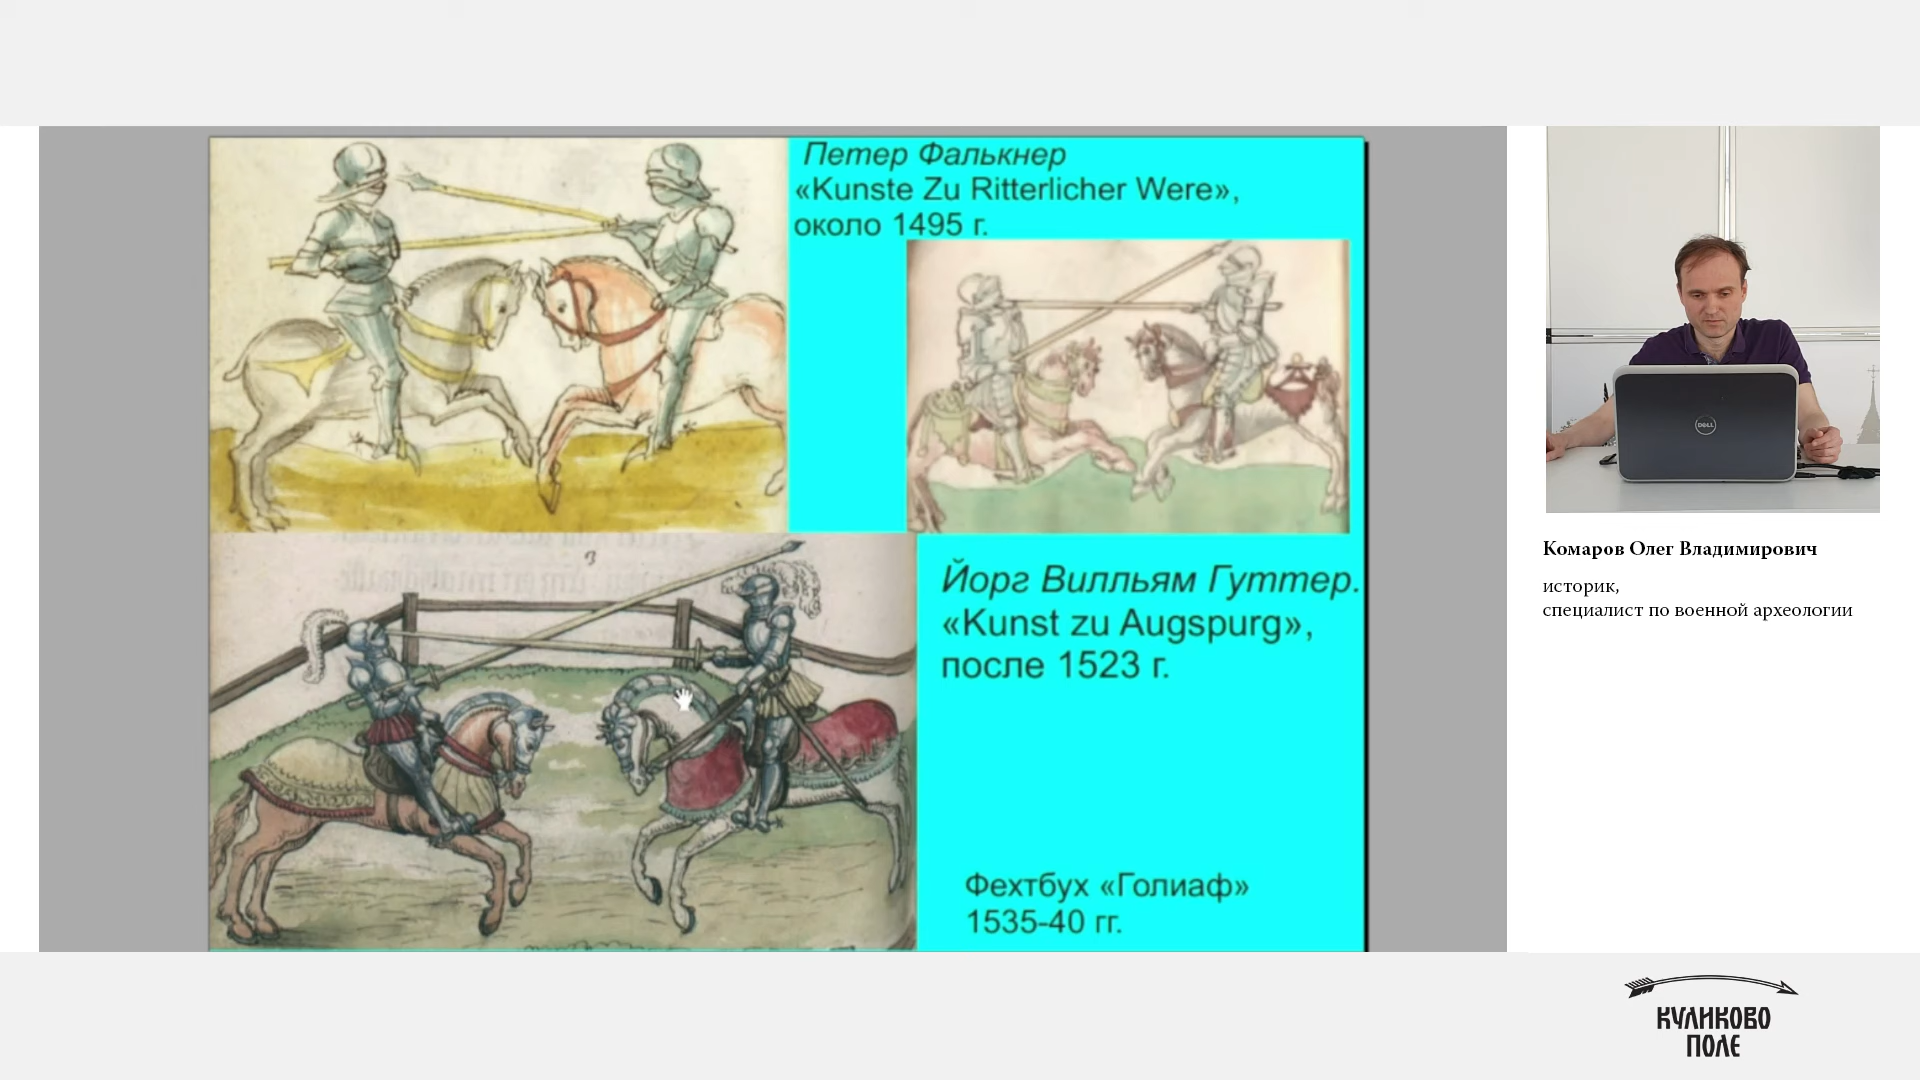 Петер Фалькнер
«Kunste Zu Ritterlicher Were»,
около 1495 г.
Йорг Вилльям Гуттер.
«Kunst zu Augspurg»,
после 1523 г.
Фехтбух «Голиаф»
1535-40 гг.
DELL
Комаров Олег Владимирович
историк,
специалист по военной археологии
КУЛИКОВО
ПОЛЕ